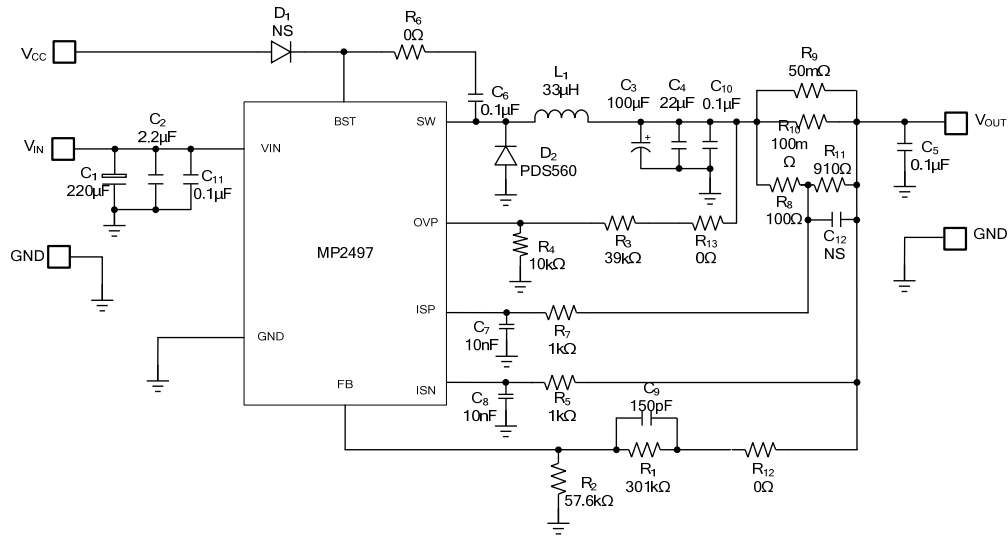 D1
NS
R6
0Ω
VCC
L1
33µH
C6
0.1µF
C3
100µF
C4
22µF
C10
0.1µF
R9
50mΩ
VOUT
R10
100m
Ω
R11
910Ω
C5
0.1µF
BST
SW
VIN
VIN
C2
2.2µF
C1
220µF
C11
0.1µF
D2
PDS560
R8
100Ω
C12
NS
OVP
R4
10kΩ
R3
39kΩ
R13
0Ω
GND
GND
MP2497
ISP
C7
10nF
R7
1kΩ
GND
FB
ISN
C8
10nF
R5
1kΩ
C9
150pF
R2
57.6kΩ
R1
301kΩ
R12
0Ω